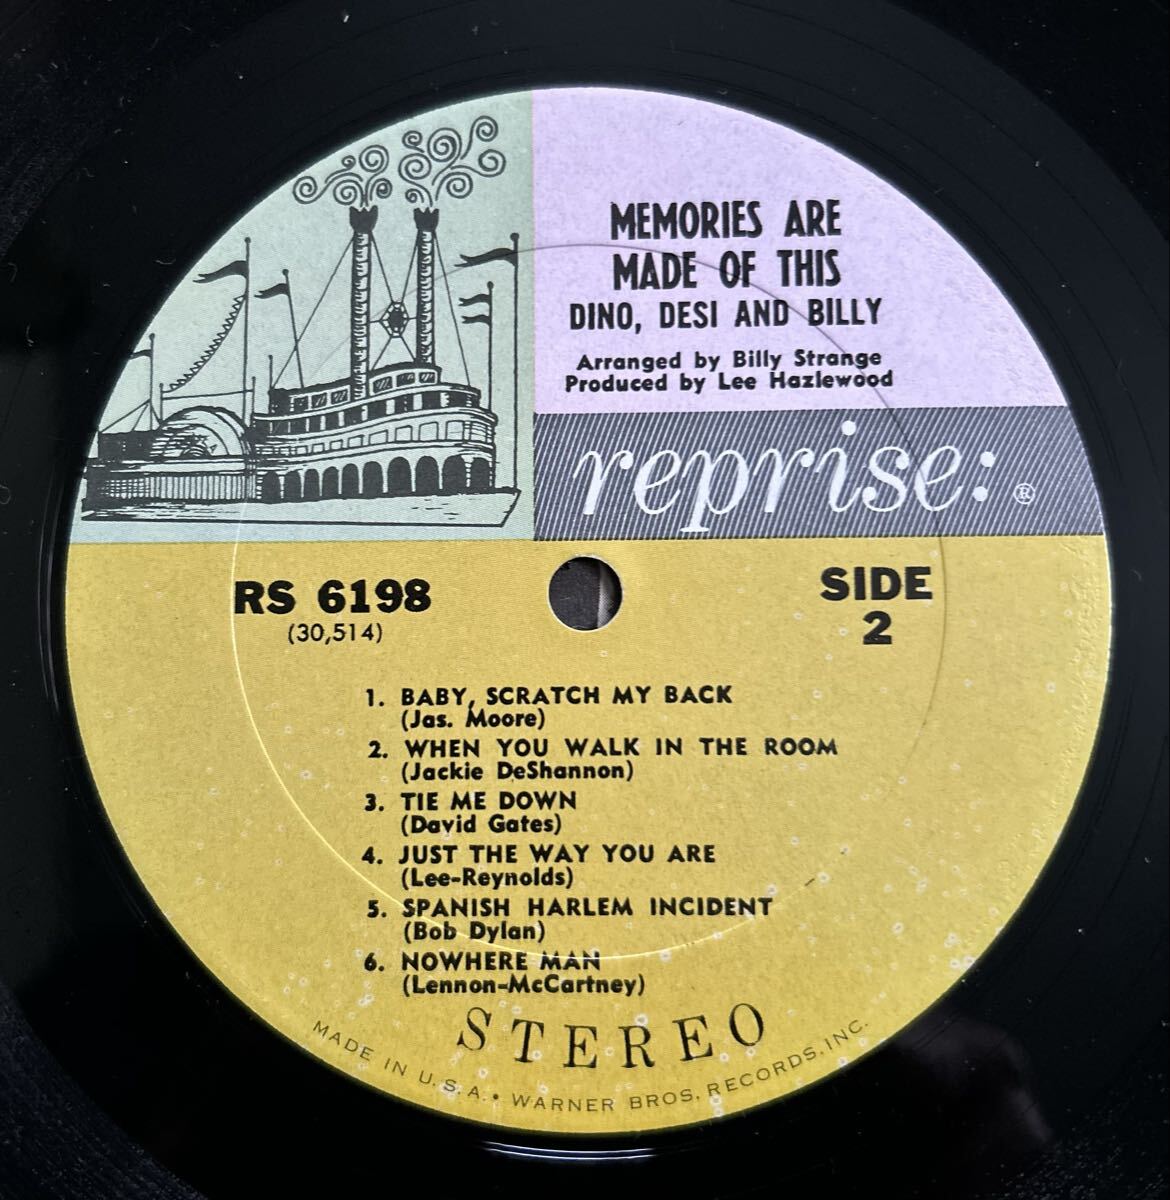 MEMORIES ARE
MADE OF THIS
DINO, DESI AND BILLY
Arranged by Billy Strange
Produced by Lee Hazlewood
reprise: ®
RS 6198
(30,514)
SIDE
2
1. BABY, SCRATCH MY BACK
(Jas. Moore)
2. WHEN YOU WALK IN THE ROOM
(Jackie DeShannon)
3. TIE ME DOWN
(David Gates)
4. JUST THE WAY YOU ARE
(Lee-Reynolds)
5. SPANISH HARLEM INCIDENT
(Bob Dylan)
6. NOWHERE MAN
(Lennon-McCartney)
STEREO
MADE IN U.S.A. • WARNER BROS. RECORDS, INC.